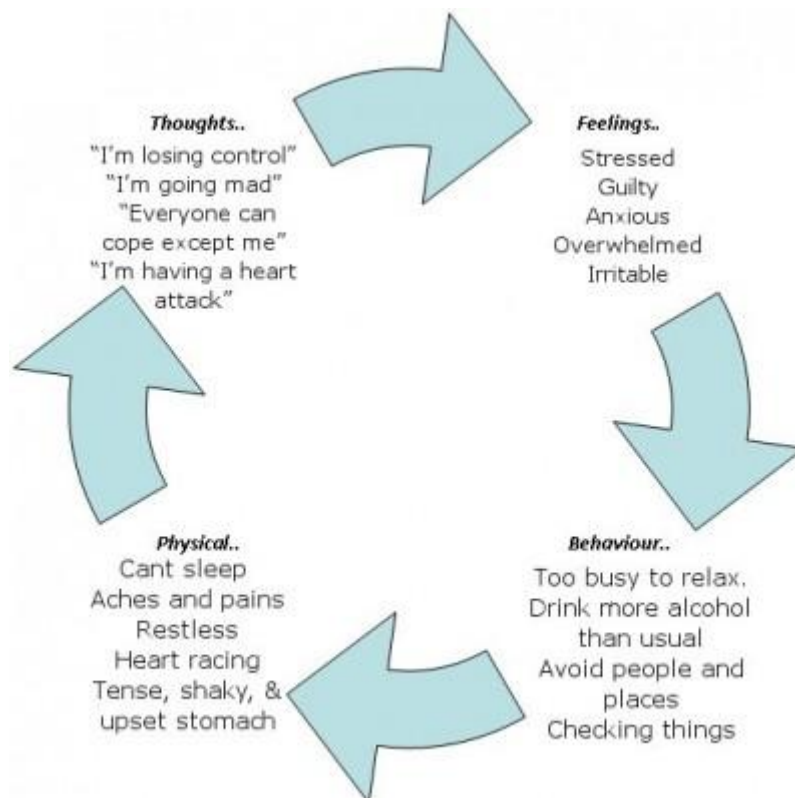 Thoughts..
“I’m losing control”
“I’m going mad”
“Everyone can
cope except me”
“I’m having a heart
attack”
Feelings..
Stressed
Guilty
Anxious
Overwhelmed
Irritable
Behaviour..
Too busy to relax.
Drink more alcohol
than usual
Avoid people and
places
Checking things
Physical..
Cant sleep
Aches and pains
Restless
Heart racing
Tense, shaky, &
upset stomach